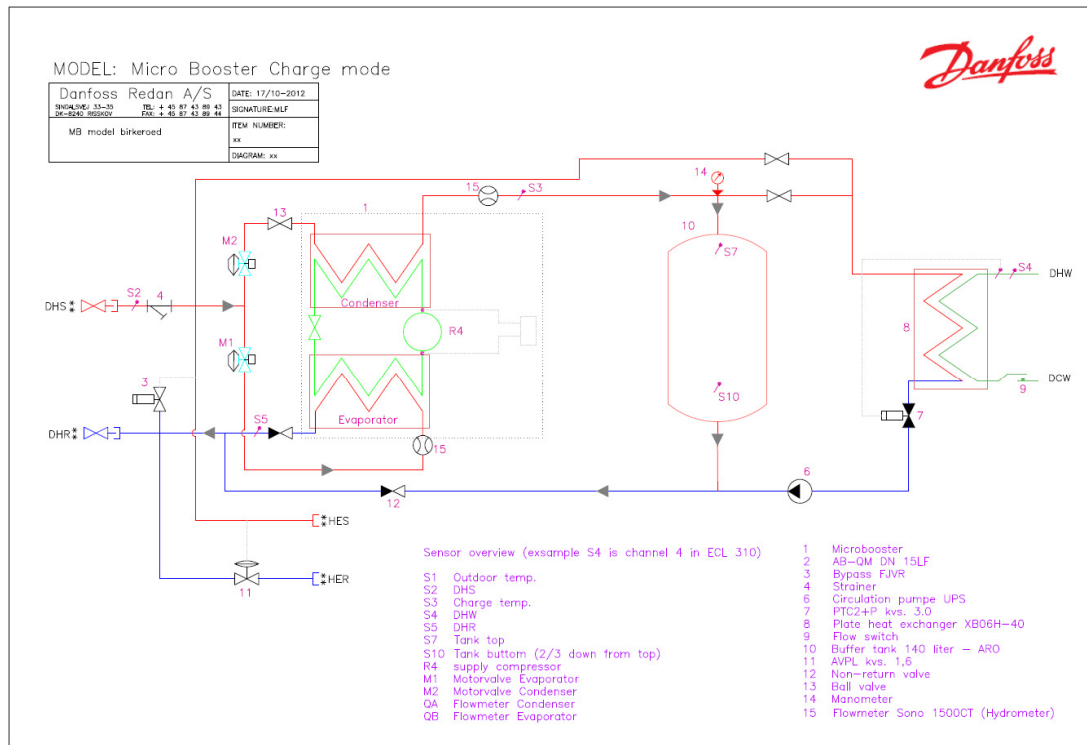 MODEL: Micro Booster Charge mode
Danfoss
Danfoss Redan A/S
SINDALSVEJ 33-35
DK-8240 RISSKOV
TEL: + 45 87 43 89 43
FAX: + 45 87 43 89 44
MB model birkeroed
DATE: 17/10-2012
SIGNATURE:MLF
ITEM NUMBER:
xx
DIAGRAM: xx
14
15
S3
1
13
10
M2
S7
S4
DHW
Condenser
S2
4
DHS**
R4
8
M1
3
S10
DCW
9
Evaporator
S5
7
DHR**
15
6
12
**HES
**HER
11
Sensor overview (exsample S4 is channel 4 in ECL 310)
S1 Outdoor temp.
S2 DHS
S3 Charge temp.
S4 DHW
S5 DHR
S7 Tank top
S10 Tank buttom (2/3 down from top)
R4 supply compressor
M1 Motorvalve Evaporator
M2 Motorvalve Condenser
QA Flowmeter Condenser
QB Flowmeter Evaporator
1 Microbooster
2 AB-QM DN 15LF
3 Bypass FJVR
4 Strainer
6 Circulation pumpe UPS
7 PTC2+P kvs. 3.0
8 Plate heat exchanger XB06H-40
9 Flow switch
10 Buffer tank 140 liter - ARO
11 AVPL kvs. 1,6
12 Non-return valve
13 Ball valve
14 Manometer
15 Flowmeter Sono 1500CT (Hydrometer)